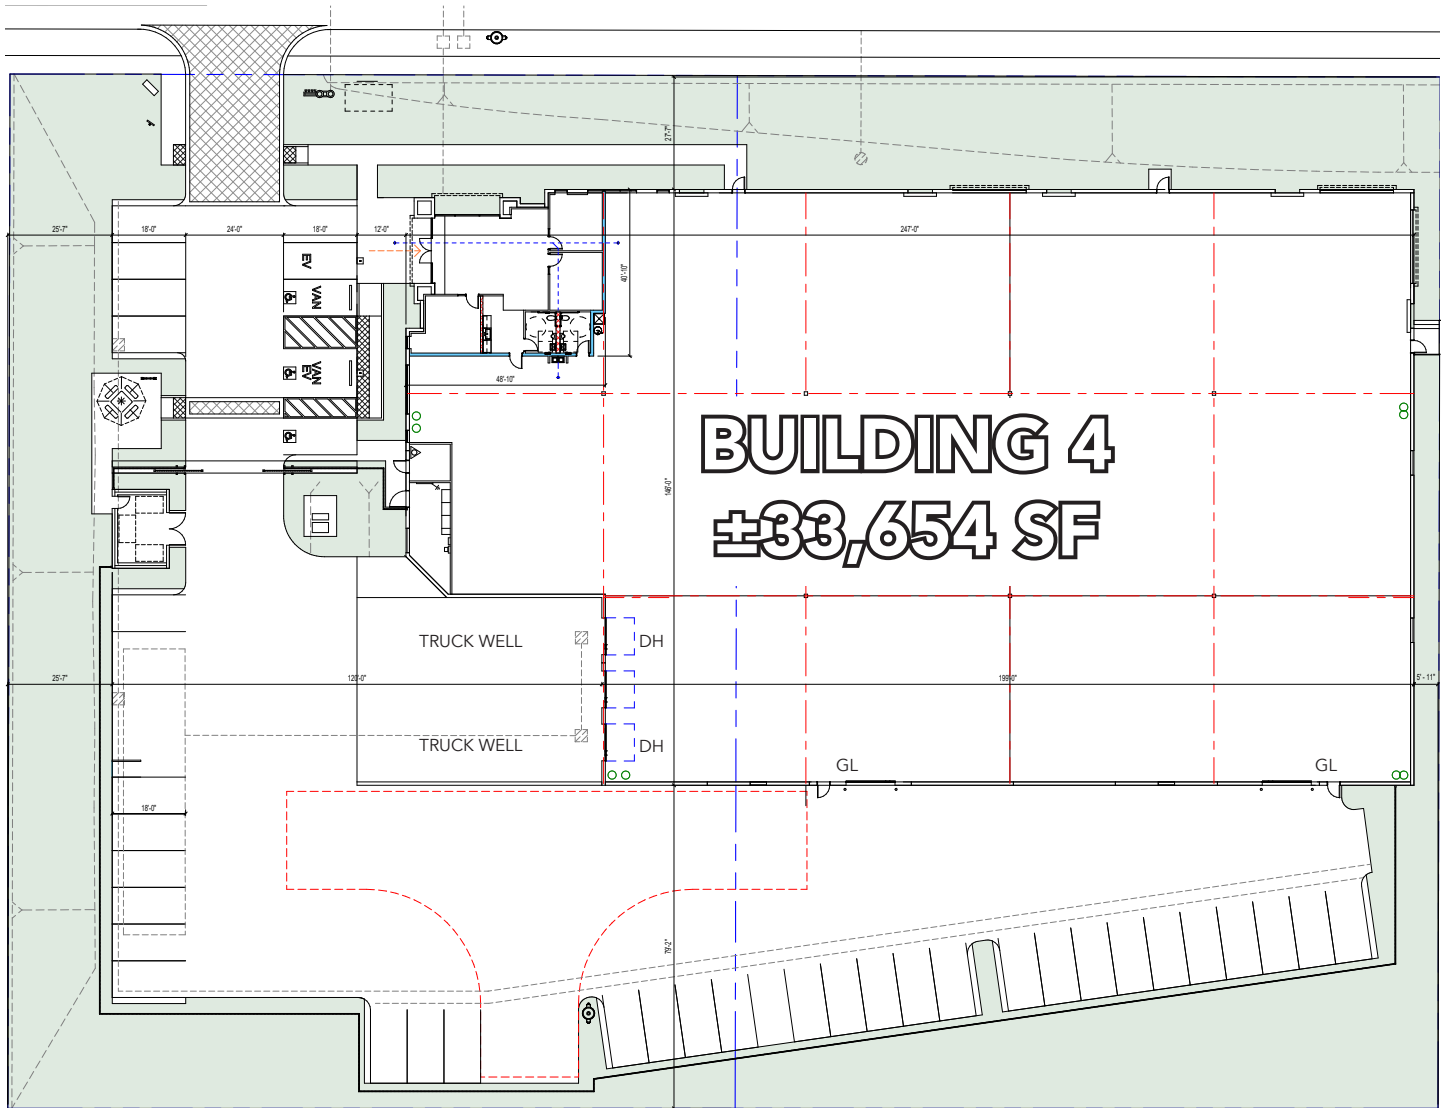 27'-7"
25'-7"
18'-0"
24'-0"
18'-0"
12'-0"
247'-0"
EV
VAN
40'-10"
VAN
EV
48'-10"
BUILDING 4
±33,654 SF
146'-0"
TRUCK WELL
DH
25'-7"
120'-0"
199'-0"
5'-11"
TRUCK WELL
DH
GL
GL
18'-0"
79'-2"